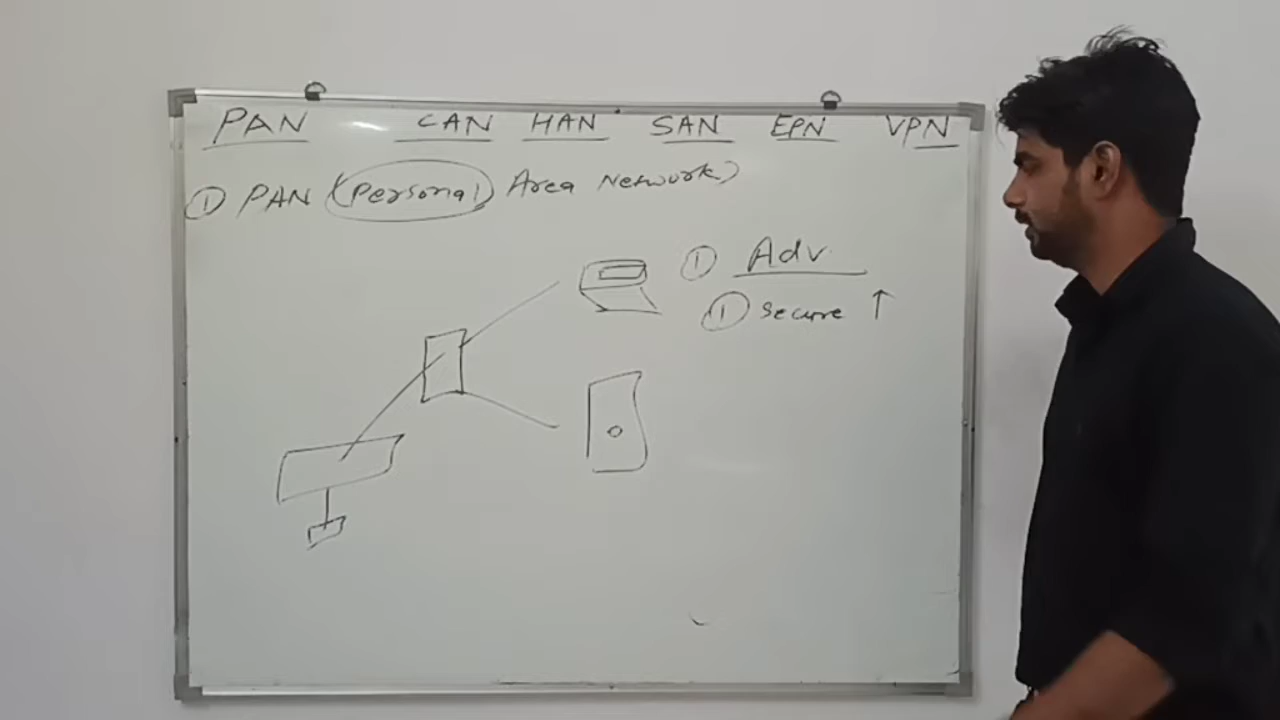 PAN CAN HAN SAN EPN VPN
① PAN (Personal) Area Network)
① Adv.
① Secure ↑